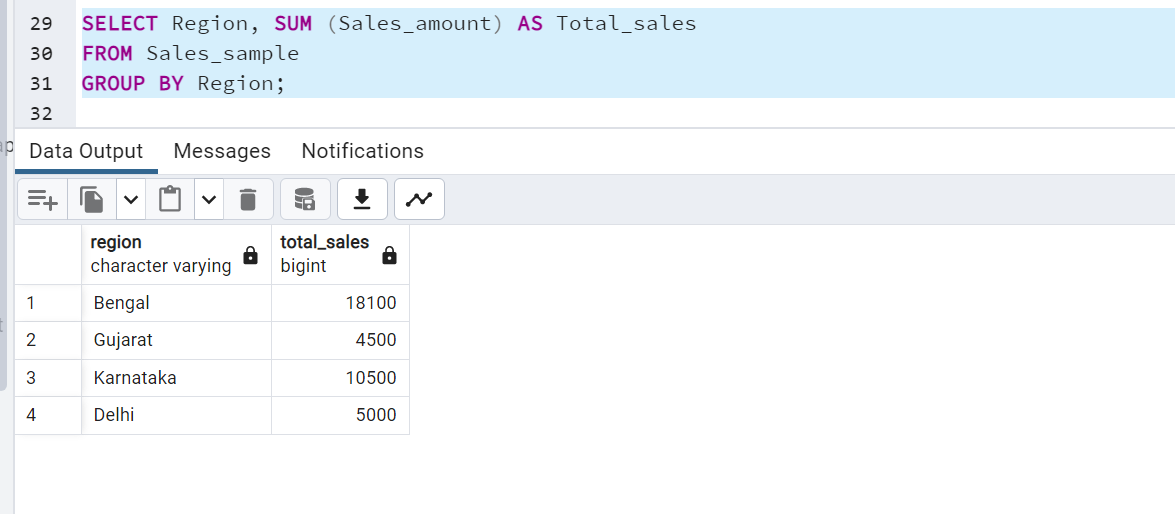 29 SELECT Region, SUM (Sales_amount) AS Total_sales
30 FROM Sales_sample
31 GROUP BY Region;
32
Data Output Messages Notifications
region total_sales
character varying bigint
1 Bengal 18100
2 Gujarat 4500
3 Karnataka 10500
4 Delhi 5000